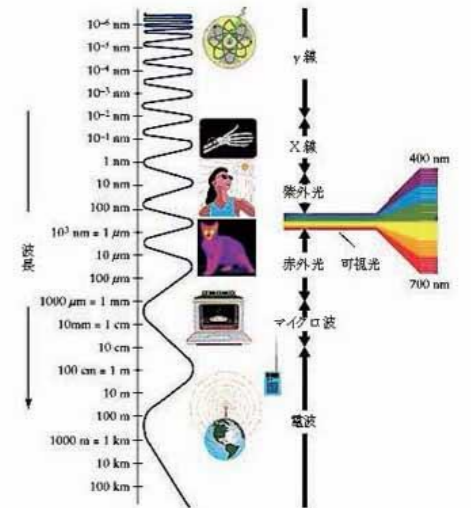 10⁻⁶ nm
10⁻⁵ nm
10⁻⁴ nm
10⁻³ nm
10⁻² nm
10⁻¹ nm
1 nm
10 nm
100 nm
10³ nm = 1 μm
10 μm
100 μm
1000 μm = 1 mm
10mm = 1 cm
10 cm
100 cm = 1 m
10 m
100 m
1000 m = 1 km
10 km
100 km
波長
γ 線
X 線
紫外光
赤外光
可視光
マイクロ波
電波
400 nm
700 nm